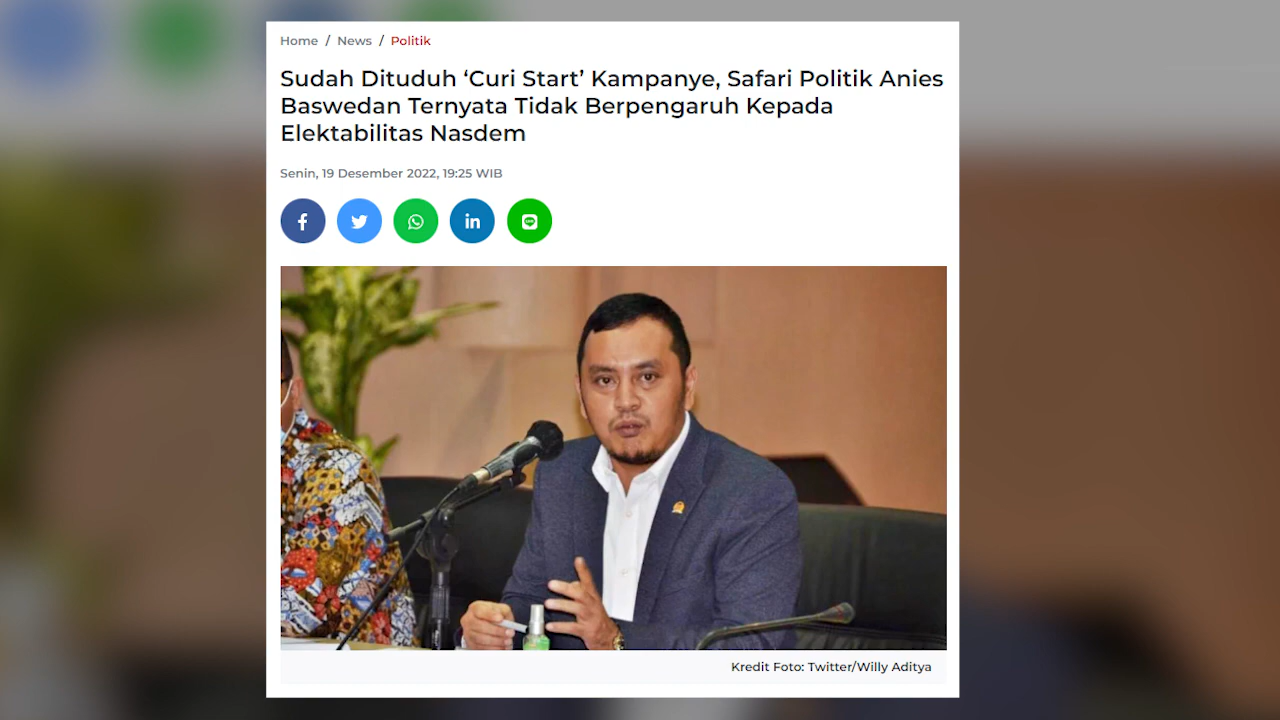 Home / News / Politik
Sudah Dituduh ‘Curi Start’ Kampanye, Safari Politik Anies
Baswedan Ternyata Tidak Berpengaruh Kepada
Elektabilitas Nasdem
Senin, 19 Desember 2022, 19:25 WIB
Kredit Foto: Twitter/Willy Aditya